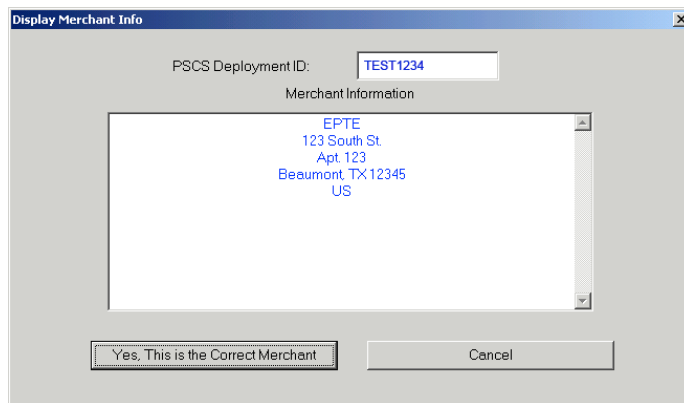 Display Merchant Info
PSCS Deployment ID: TEST1234
Merchant Information
EPTE
123 South St.
Apt. 123
Beaumont, TX 12345
US
Yes, This is the Correct Merchant Cancel